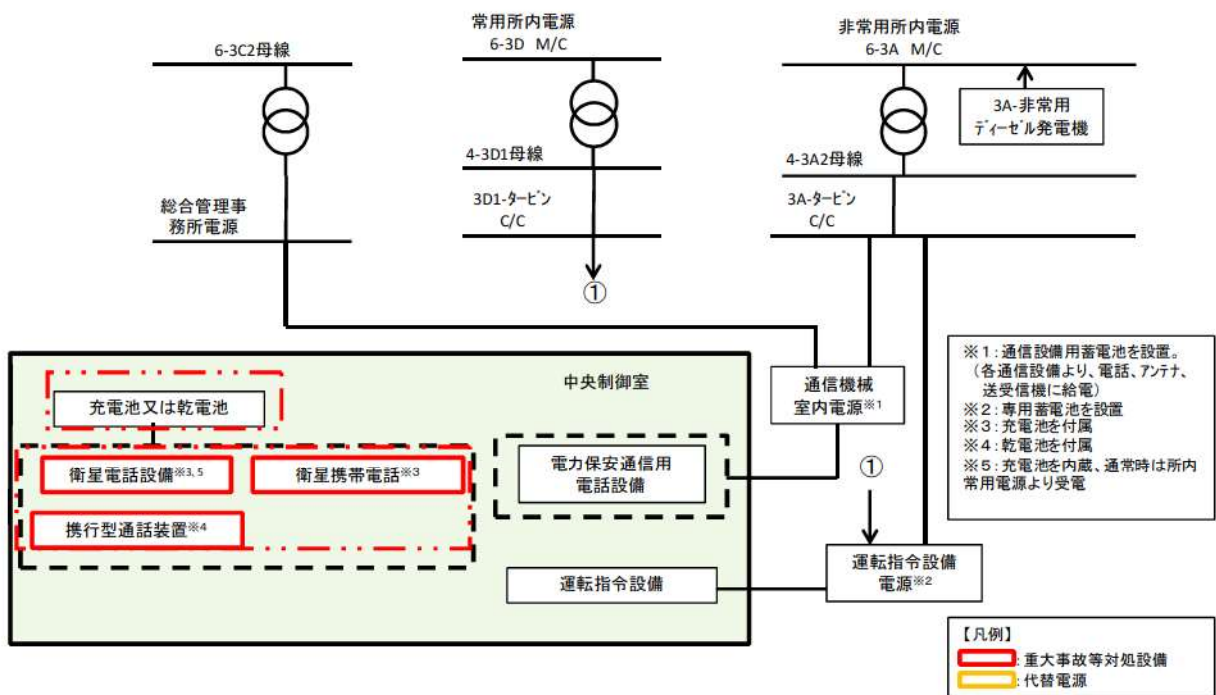 常用所内電源
6-3D M/C
非常用所内電源
6-3A M/C
6-3C2母線
3A-非常用
ディーゼル発電機
4-3D1母線
4-3A2母線
総合管理事
務所電源
3D1-タービン
C/C
3A-タービン
C/C
①
中央制御室
充電池又は乾電池
衛星電話設備※3,5
衛星携帯電話※3
携行型通話装置※4
電力保安通信用
電話設備
通信機械
室内電源※1
①
運転指令設備
運転指令設備
電源※2
※1:通信設備用蓄電池を設置。
(各通信設備より、電話、アンテナ、
送受信機に給電)
※2:専用蓄電池を設置
※3:充電池を付属
※4:乾電池を付属
※5:充電池を内蔵、通常時は所内
常用電源より受電
【凡例】
:重大事故等対処設備
:代替電源